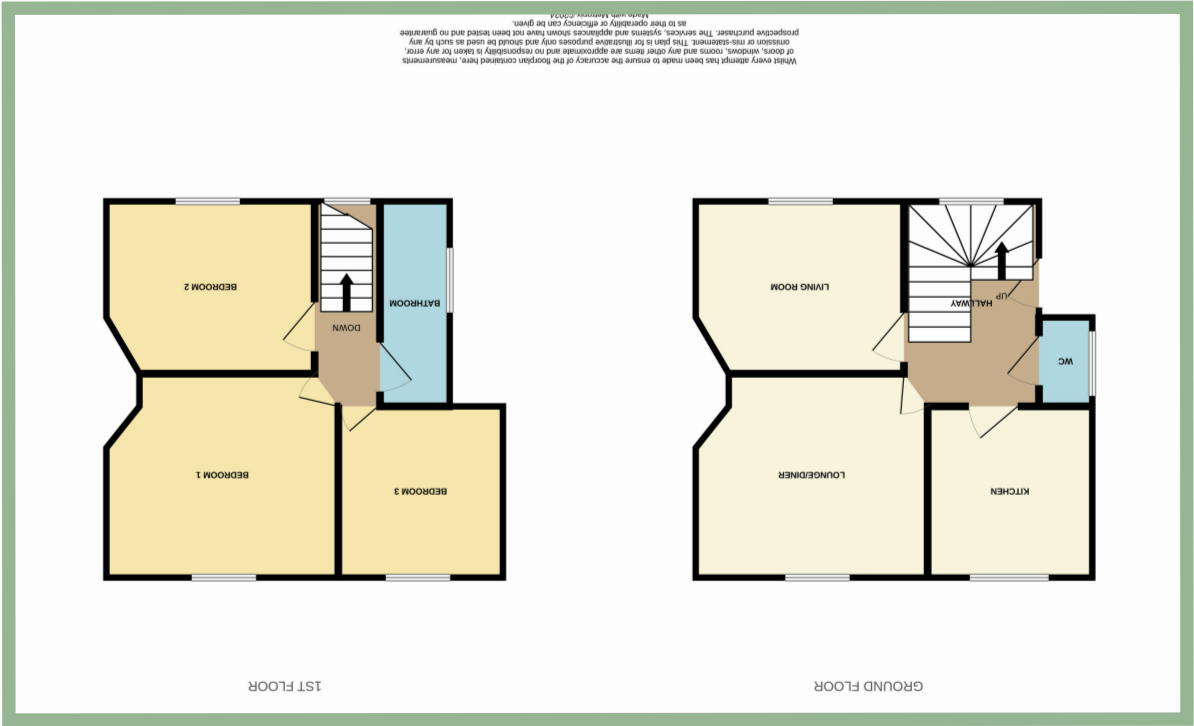 GROUND FLOOR
1ST FLOOR
KITCHEN
LOUNGE/DINER
WC
HALLWAY
UP
LIVING ROOM
BEDROOM 3
BEDROOM 1
DOWN
BATHROOM
BEDROOM 2
Whilst every attempt has been made to ensure the accuracy of the floorplan contained here, measurements
of doors, windows, rooms and any other items are approximate and no responsibility is taken for any error,
omission or mis-statement. This plan is for illustrative purposes only and should be used as such by any
prospective purchaser. The services, systems and appliances shown have not been tested and no guarantee
as to their operability or efficiency can be given.
Made with Metropix ©2024